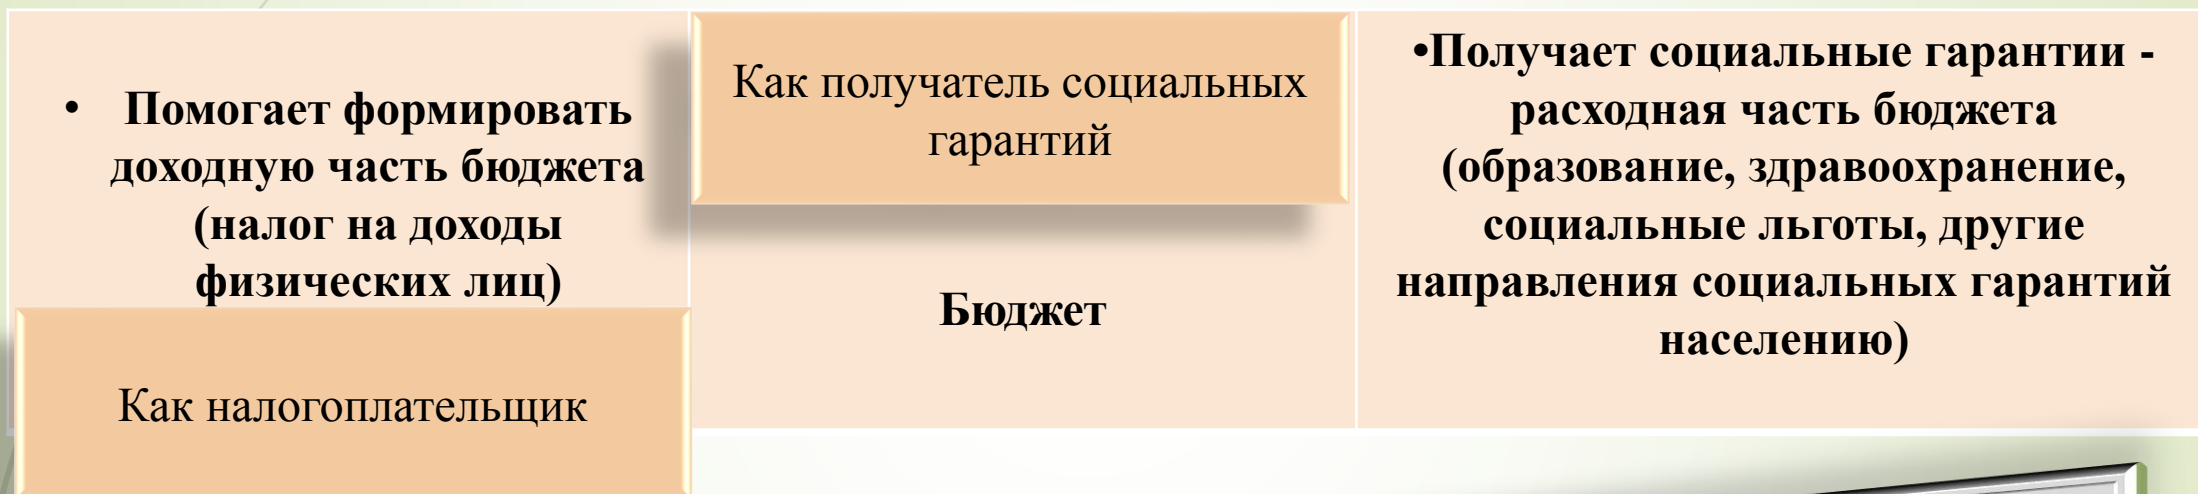 • Помогает формировать
доходную часть бюджета
(налог на доходы
физических лиц)
Как налогоплательщик
Как получатель социальных
гарантий
Бюджет
•Получает социальные гарантии -
расходная часть бюджета
(образование, здравоохранение,
социальные льготы, другие
направления социальных гарантий
населению)